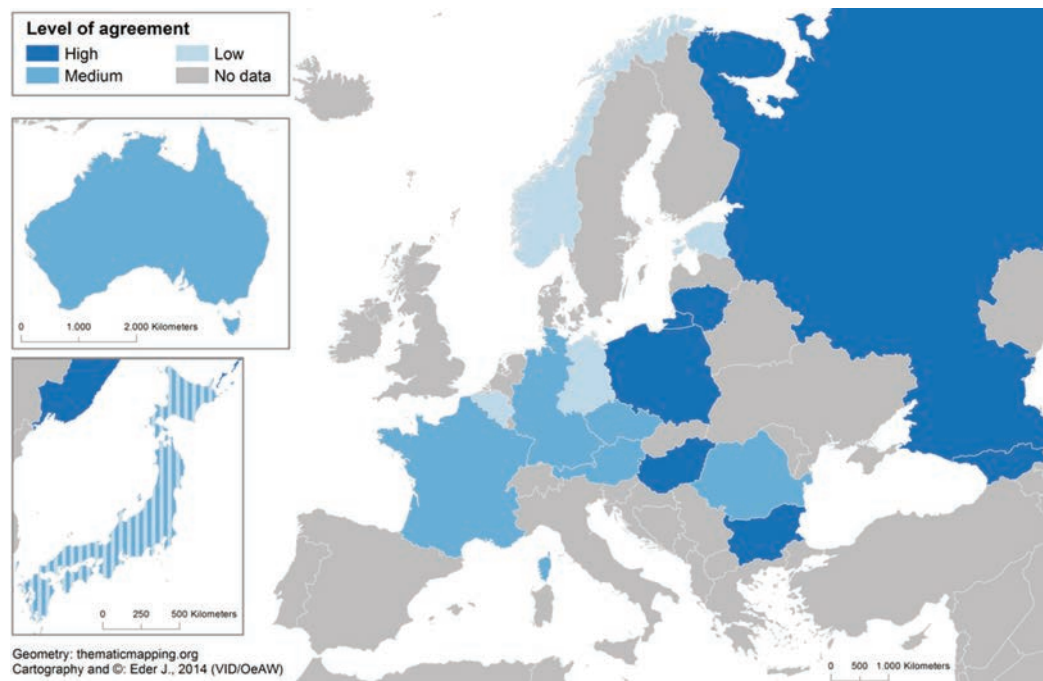 Level of agreement
High
Low
Medium
No data
0 1.000 2.000 Kilometers
0 250 500 Kilometers
Geometry: thematicmapping.org
Cartography and ©: Eder J., 2014 (VID/OeAW)
0 500 1.000 Kilometers